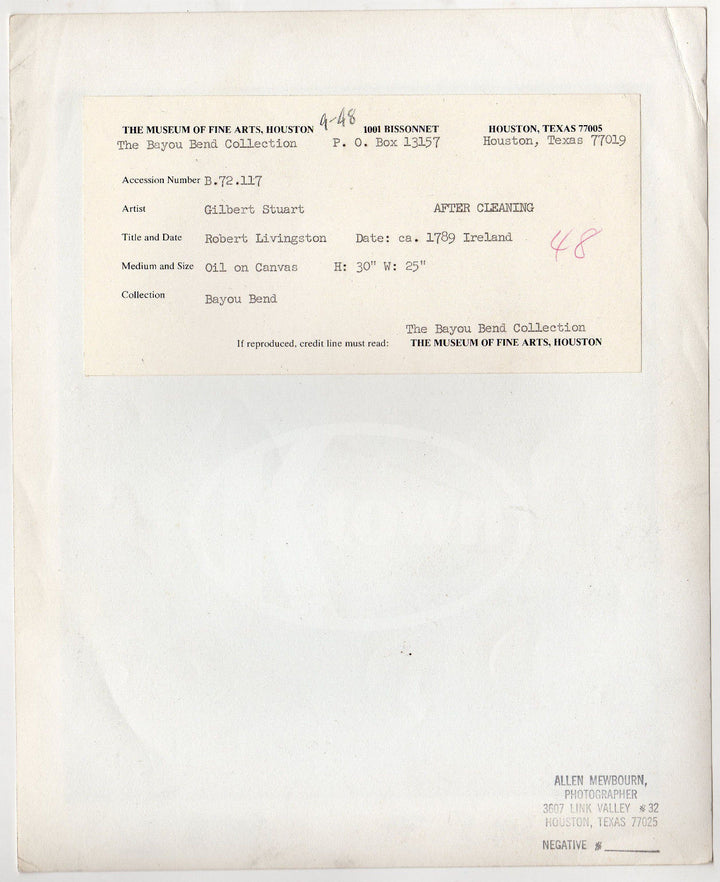 THE MUSEUM OF FINE ARTS, HOUSTON 4-48 1001 BISSONNET HOUSTON, TEXAS 77005
The Bayou Bend Collection P. O. Box 13157 Houston, Texas 77019
Accession Number B.72.117
Artist Gilbert Stuart AFTER CLEANING
Title and Date Robert Livingston Date: ca. 1789 Ireland 48
Medium and Size Oil on Canvas H: 30" W: 25"
Collection Bayou Bend
The Bayou Bend Collection
If reproduced, credit line must read: THE MUSEUM OF FINE ARTS, HOUSTON
ALLEN MEWBOURN,
PHOTOGRAPHER
3607 LINK VALLEY #32
HOUSTON, TEXAS 77025
NEGATIVE # ________